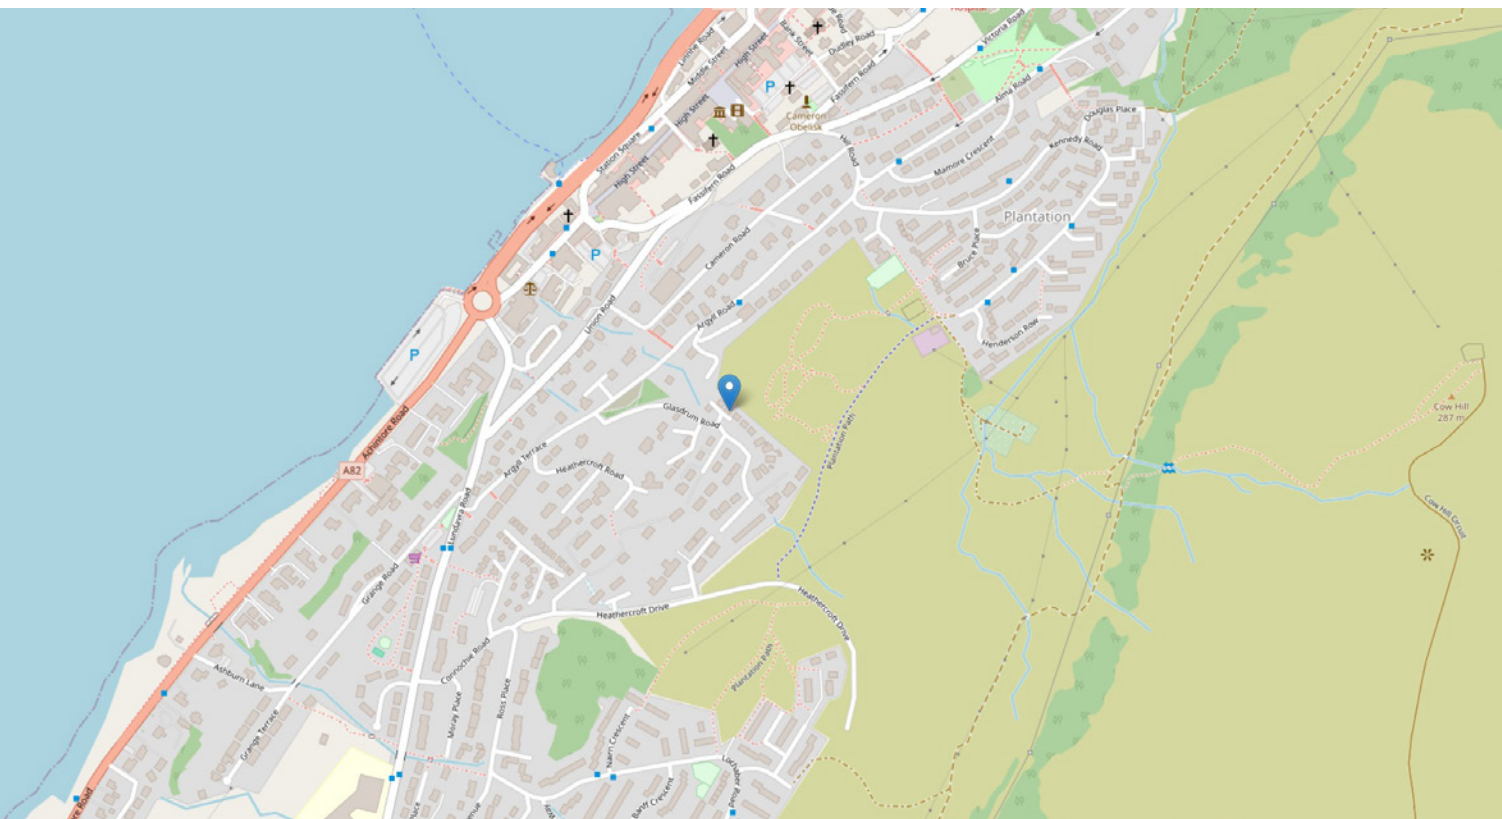 Hospital
Victoria Road
Linnhe Road
High Street
Bank Street
Dudley Road
Middle Street
P
Fassifern Road
Alma Road
High Street
Cameron
Obelisk
Douglas Place
Station Square
Hill Road
Kennedy Road
Mamore Crescent
High Street
Fassifern Road
Plantation
Cameron Road
P
Bruce Place
Union Road
Argyll Road
Henderson Row
P
Glasdrum Road
Cow Hill
287 m
Achintore Road
Plantation Path
Argyll Terrace
A82
Heathercroft Road
Lundavra Road
Cow Hill Circuit
Grange Road
Heathercroft Drive
Heathercroft Drive
Connochie Road
Plantation Path
Ashburn Lane
Ross Place
Moray Place
Grange Terrace
Nairn Crescent
Lochaber Road
Banff Crescent